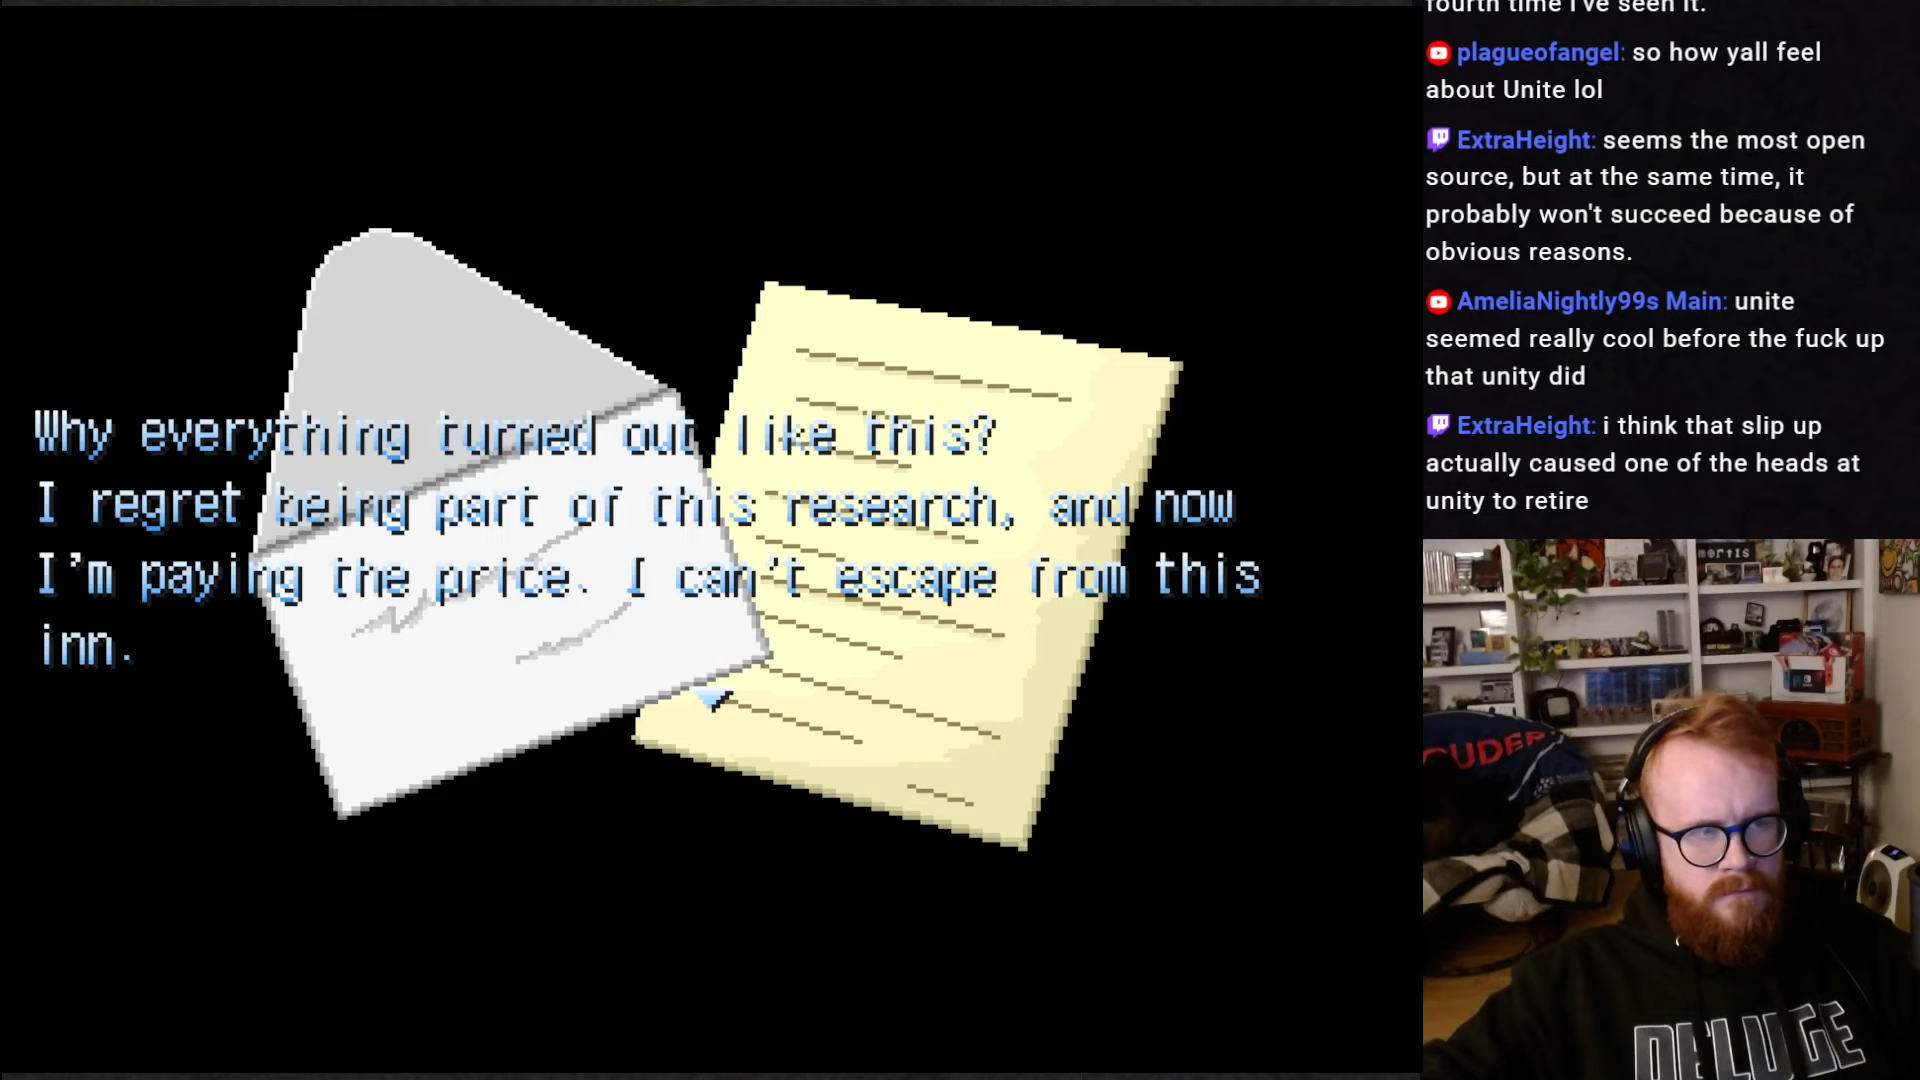 Why everything turned out like this?
I regret being part of this research, and now
I'm paying the price. I can't escape from this
inn.
fourth time I've seen it.
plagueofangel: so how yall feel
about Unite lol
ExtraHeight: seems the most open
source, but at the same time, it
probably won't succeed because of
obvious reasons.
AmeliaNightly99s Main: unite
seemed really cool before the fuck up
that unity did
ExtraHeight: i think that slip up
actually caused one of the heads at
unity to retire
mortis
CUDER
DELUGE